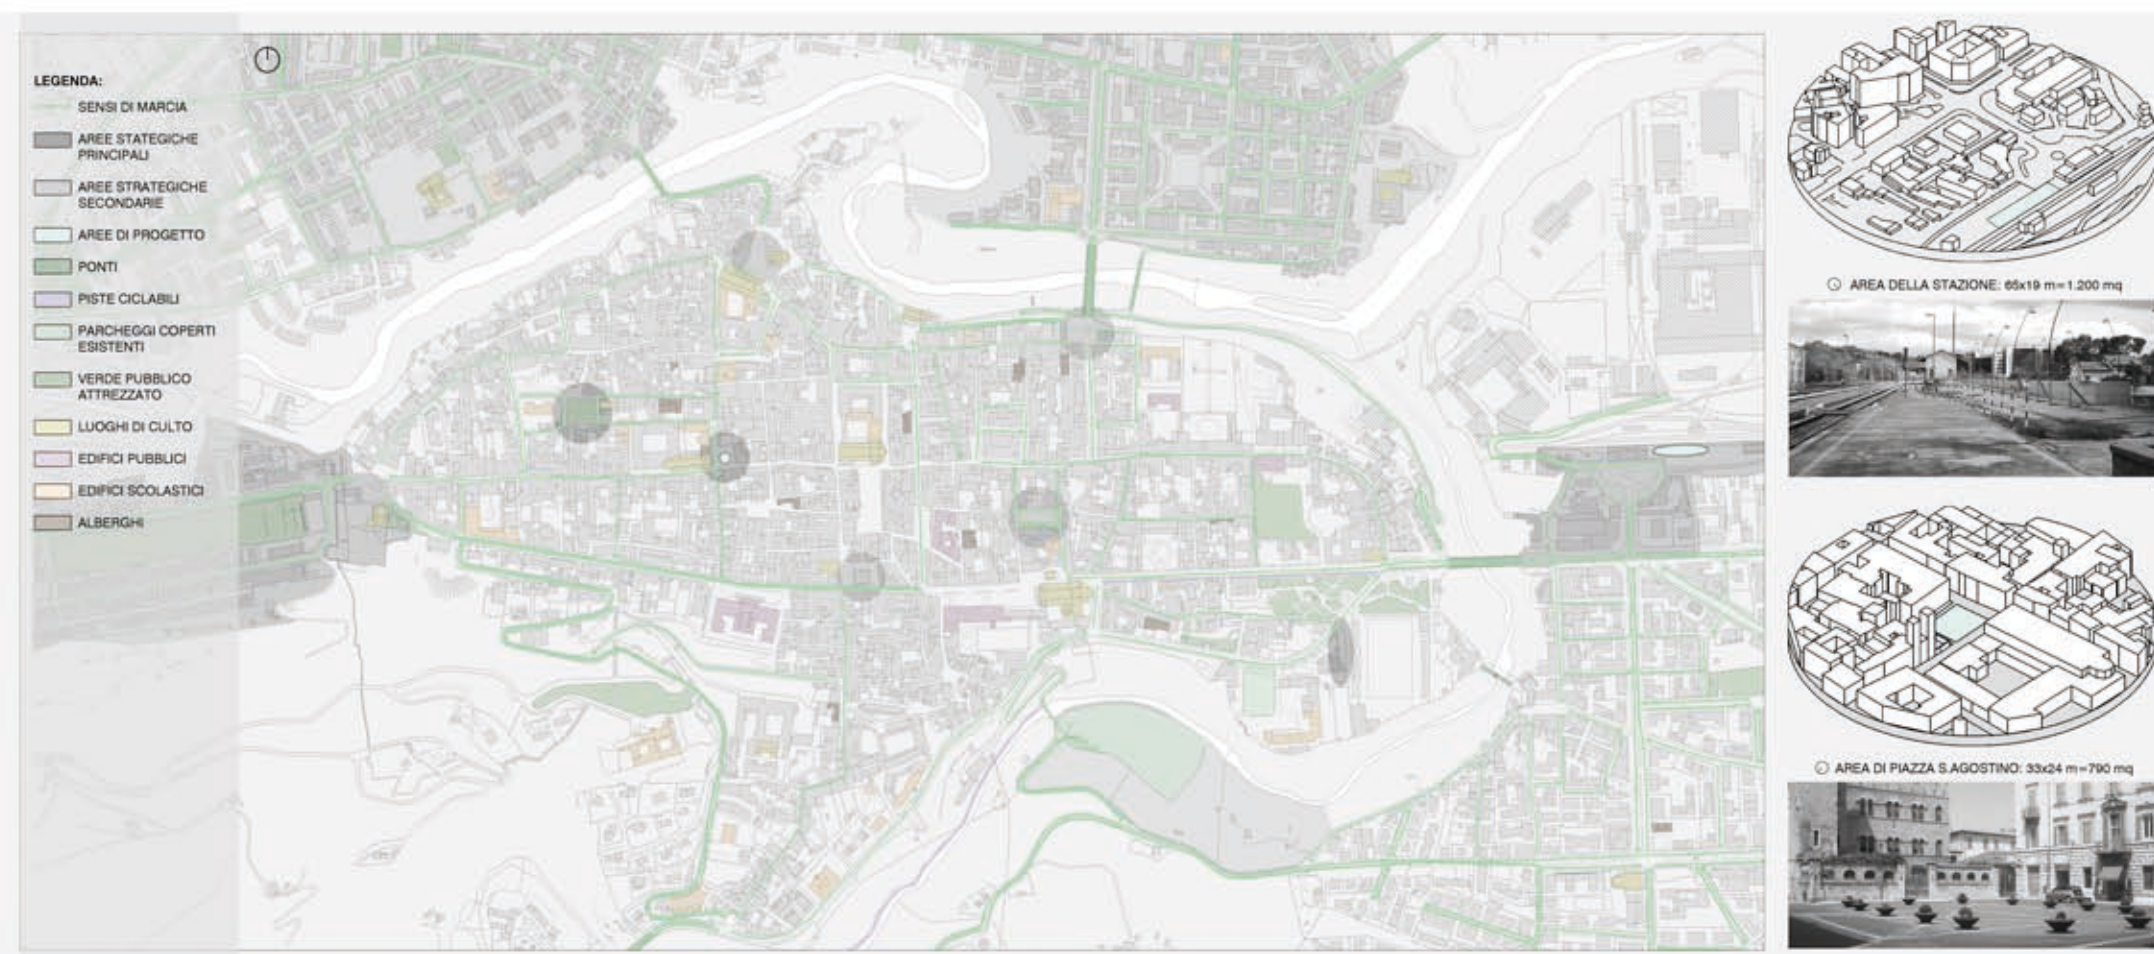 LEGENDA:
SENSI DI MARCIA
AREE STATEGICHE
PRINCIPALI
AREE STRATEGICHE
SECONDARIE
AREE DI PROGETTO
PONTI
PISTE CICLABILI
PARCHEGGI COPERTI
ESISTENTI
VERDE PUBBLICO
ATTREZZATO
LUOGHI DI CULTO
EDIFICI PUBBLICI
EDIFICI SCOLASTICI
ALBERGHI
AREA DELLA STAZIONE: 65x19 m=1.200 mq
AREA DI PIAZZA S.AGOSTINO: 33x24 m=790 mq